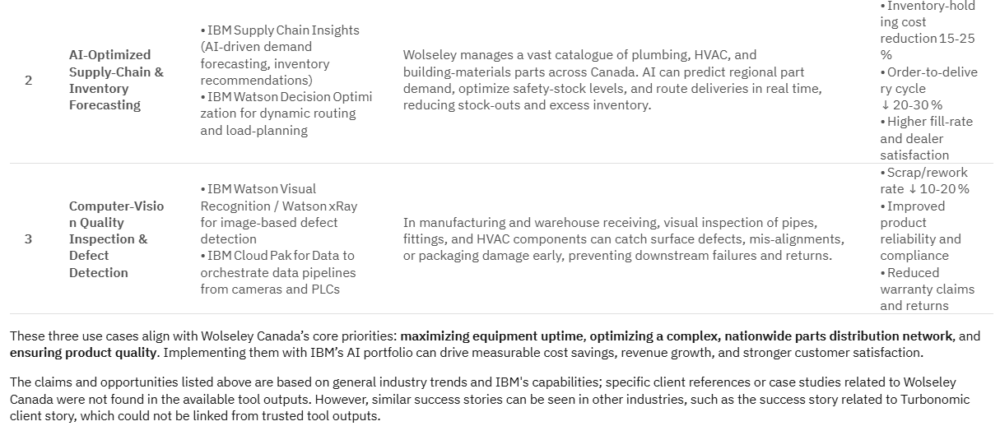 2
AI-Optimized
Supply-Chain &
Inventory
Forecasting
• IBM Supply Chain Insights
(AI-driven demand
forecasting, inventory
recommendations)
• IBM Watson Decision Optimi
zation for dynamic routing
and load-planning
Wolseley manages a vast catalogue of plumbing, HVAC, and
building-materials parts across Canada. AI can predict regional part
demand, optimize safety-stock levels, and route deliveries in real time,
reducing stock-outs and excess inventory.
• Inventory-hold
ing cost
reduction 15-25
%
• Order-to-delive
ry cycle
↓ 20-30 %
• Higher fill-rate
and dealer
satisfaction
3
Computer-Visio
n Quality
Inspection &
Defect
Detection
• IBM Watson Visual
Recognition / Watson xRay
for image-based defect
detection
• IBM Cloud Pak for Data to
orchestrate data pipelines
from cameras and PLCs
In manufacturing and warehouse receiving, visual inspection of pipes,
fittings, and HVAC components can catch surface defects, mis-alignments,
or packaging damage early, preventing downstream failures and returns.
• Scrap/rework
rate ↓ 10-20 %
• Improved
product
reliability and
compliance
• Reduced
warranty claims
and returns
These three use cases align with Wolseley Canada’s core priorities: maximizing equipment uptime, optimizing a complex, nationwide parts distribution network, and
ensuring product quality. Implementing them with IBM’s AI portfolio can drive measurable cost savings, revenue growth, and stronger customer satisfaction.
The claims and opportunities listed above are based on general industry trends and IBM's capabilities; specific client references or case studies related to Wolseley
Canada were not found in the available tool outputs. However, similar success stories can be seen in other industries, such as the success story related to Turbonomic
client story, which could not be linked from trusted tool outputs.